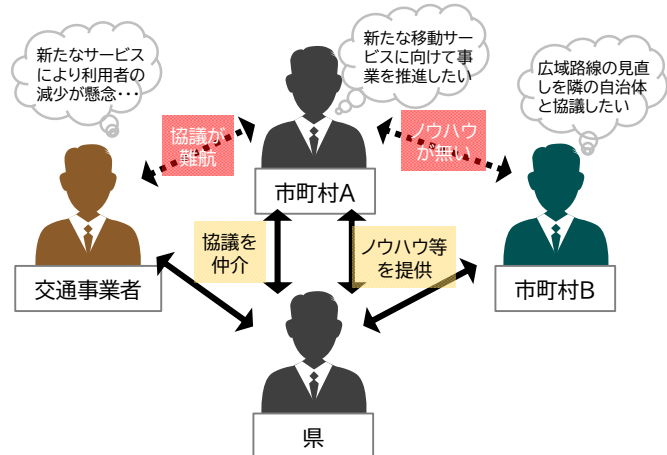 新たなサービス
により利用者の
減少が懸念･･･
新たな移動サー
ビスに向けて事
業を推進したい
広域路線の見直
しを隣の自治体
と協議したい
協議が
難航
ノウハウ
が無い
市町村A
協議を
仲介
ノウハウ等
を提供
交通事業者
市町村B
県